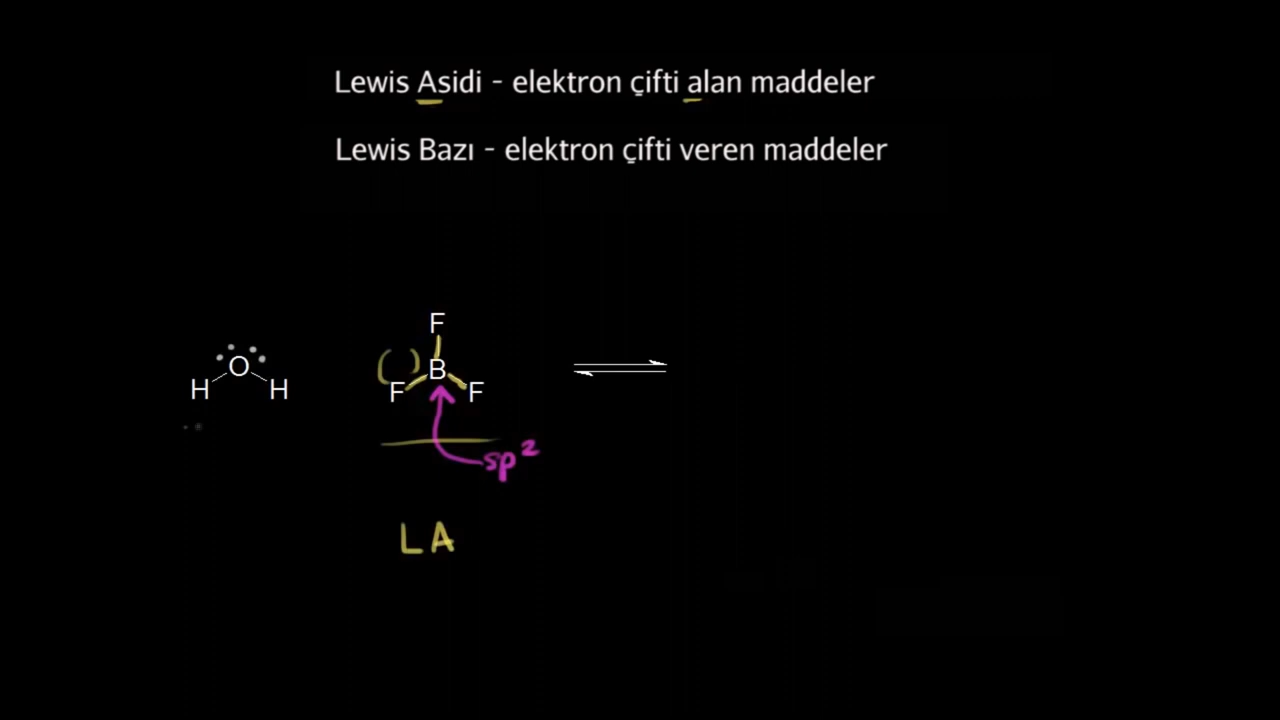 Lewis Asidi - elektron çifti alan maddeler
Lewis Bazı - elektron çifti veren maddeler
F
O B
H H F F
sp²
LA